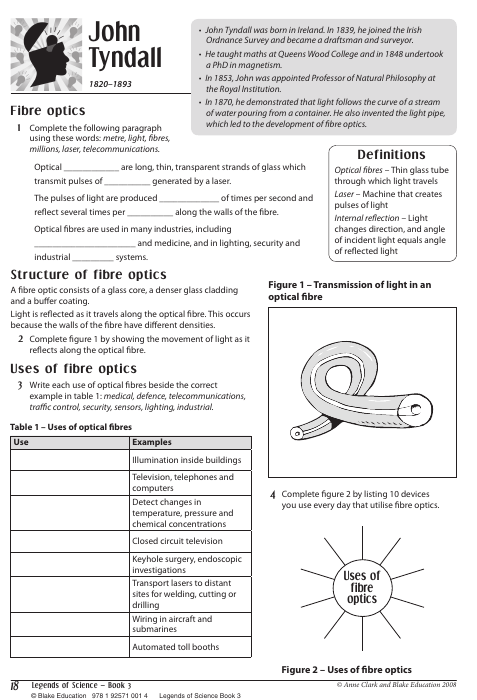 John
Tyndall
1820–1893
• John Tyndall was born in Ireland. In 1839, he joined the Irish
Ordnance Survey and became a draftsman and surveyor.
• He taught maths at Queens Wood College and in 1848 undertook
a PhD in magnetism.
• In 1853, John was appointed Professor of Natural Philosophy at
the Royal Institution.
• In 1870, he demonstrated that light follows the curve of a stream
of water pouring from a container. He also invented the light pipe,
which led to the development of fibre optics.
Fibre optics
1 Complete the following paragraph
using these words: metre, light, fibres,
millions, laser, telecommunications.
Optical ____________ are long, thin, transparent strands of glass which
transmit pulses of __________ generated by a laser.
The pulses of light are produced _____________ of times per second and
reflect several times per __________ along the walls of the fibre.
Optical fibres are used in many industries, including
______________________ and medicine, and in lighting, security and
industrial _________ systems.
Definitions
Optical fibres – Thin glass tube
through which light travels
Laser – Machine that creates
pulses of light
Internal reflection – Light
changes direction, and angle
of incident light equals angle
of reflected light
Structure of fibre optics
A fibre optic consists of a glass core, a denser glass cladding
and a buffer coating.
Light is reflected as it travels along the optical fibre. This occurs
because the walls of the fibre have different densities.
2 Complete figure 1 by showing the movement of light as it
reflects along the optical fibre.
Uses of fibre optics
3 Write each use of optical fibres beside the correct
example in table 1: medical, defence, telecommunications,
traffic control, security, sensors, lighting, industrial.
Table 1 – Uses of optical fibres
Use Examples
Illumination inside buildings
Television, telephones and
computers
Detect changes in
temperature, pressure and
chemical concentrations
Closed circuit television
Keyhole surgery, endoscopic
investigations
Transport lasers to distant
sites for welding, cutting or
drilling
Wiring in aircraft and
submarines
Automated toll booths
Figure 1 – Transmission of light in an
optical fibre
4 Complete figure 2 by listing 10 devices
you use every day that utilise fibre optics.
Uses of
fibre
optics
Figure 2 – Uses of fibre optics
18 Legends of Science – Book 3
© Anne Clark and Blake Education 2008
© Blake Education 978 1 92571 001 4 Legends of Science Book 3